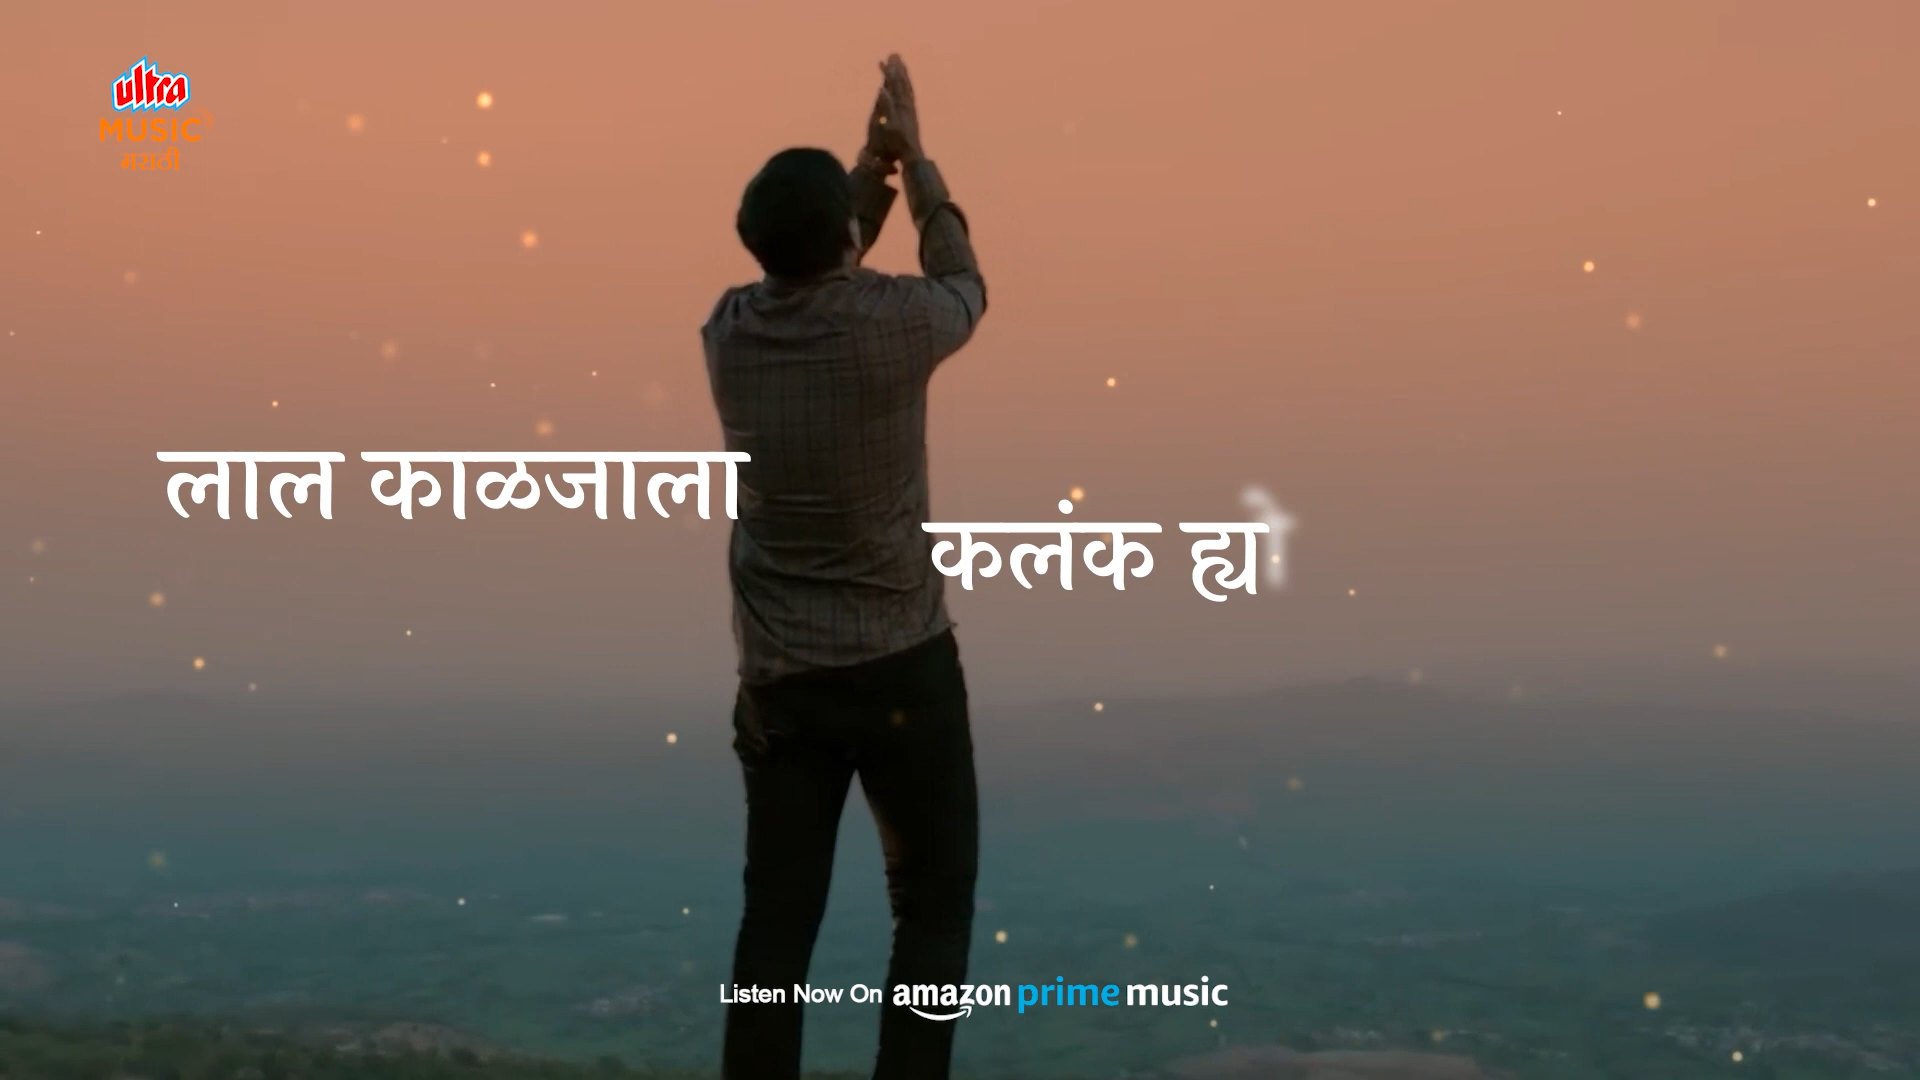 ultra
MUSIC
मराठी
लाल काळजाला
कलंक ह्यो
Listen Now On amazon prime music